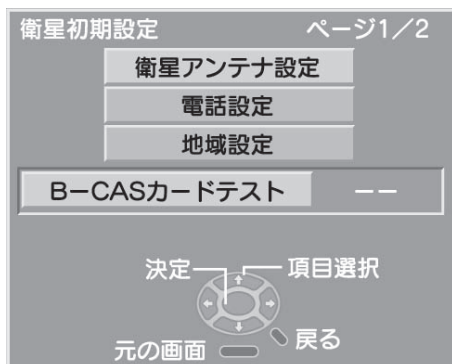 衛星初期設定 ページ1／2
衛星アンテナ設定
電話設定
地域設定
B－CASカードテスト －－
決定 項目選択
元の画面 戻る